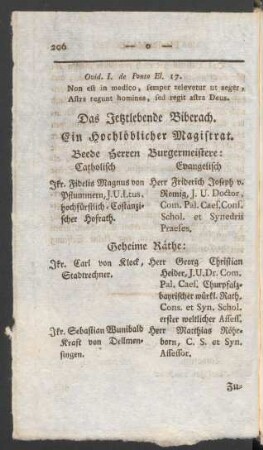 206 — o —
Ovid. I. de Ponto El. 17.
Non est in medico, semper relevetur ut aeger,
Astra regunt homines, sed regit astra Deus.
Das Jetztlebende Biberach.
Ein Hochlöblicher Magistrat.
Beede Herren Burgermeistere:
Catholisch Evangelisch
Jkr. Fidelis Magnus von Herr Friderich Joseph v.
Pflummern, J.U.Ltus, Romig, J. U. Doctor,
hochfürstlich-Costanzi- Com. Pal. Caes. Cons.
scher Hofrath. Schol. et Synedrii
Praeses.
Geheime Räthe:
Jkr. Carl von Klock, Herr Georg Christian
Stadtrechner. Heider, J.U.Dr. Com.
Pal. Caes. Churpfalz-
bayrischer würkl. Rath,
Cons. et Syn. Schol.
erster weltlicher Assess.
Jkr. Sebastian Wunibald Herr Matthias Röhr-
Kraft von Dellmen- born, C. S. et Syn.
singen. Assessor.
Zu-